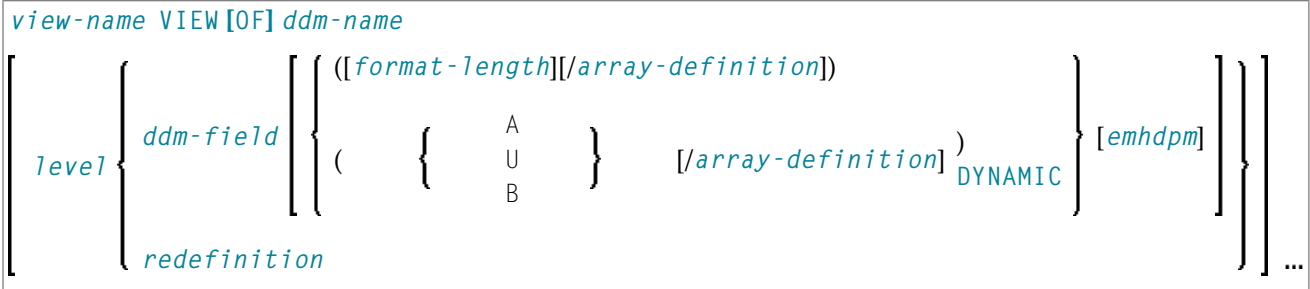 view-name VIEW [OF] ddm-name
([format-length][/array-definition])
A
ddm-field [emhdpm]
level ( U [/array-definition] )
DYNAMIC
B
redefinition
...